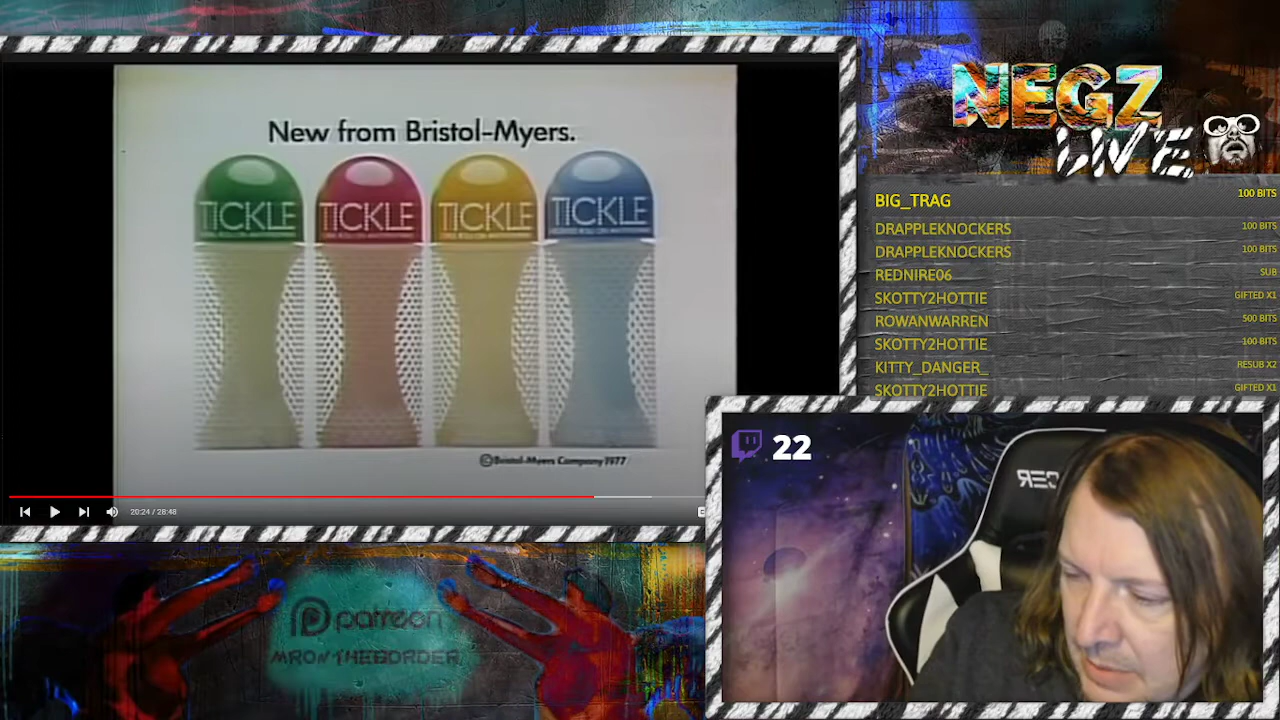 New from Bristol-Myers.
TICKLE TICKLE TICKLE TICKLE
©Bristol-Myers Company 1977
20:24 / 28:48
NEGZ
LIVE
BIG_TRAG 100 BITS
DRAPPLEKNOCKERS 100 BITS
DRAPPLEKNOCKERS 100 BITS
REDNIRE06 SUB
SKOTTY2HOTTIE GIFTED X1
ROWANWARREN 500 BITS
SKOTTY2HOTTIE 100 BITS
KITTY_DANGER_ RESUB X2
SKOTTY2HOTTIE GIFTED X1
22
patreon
MRONTHEBORDER